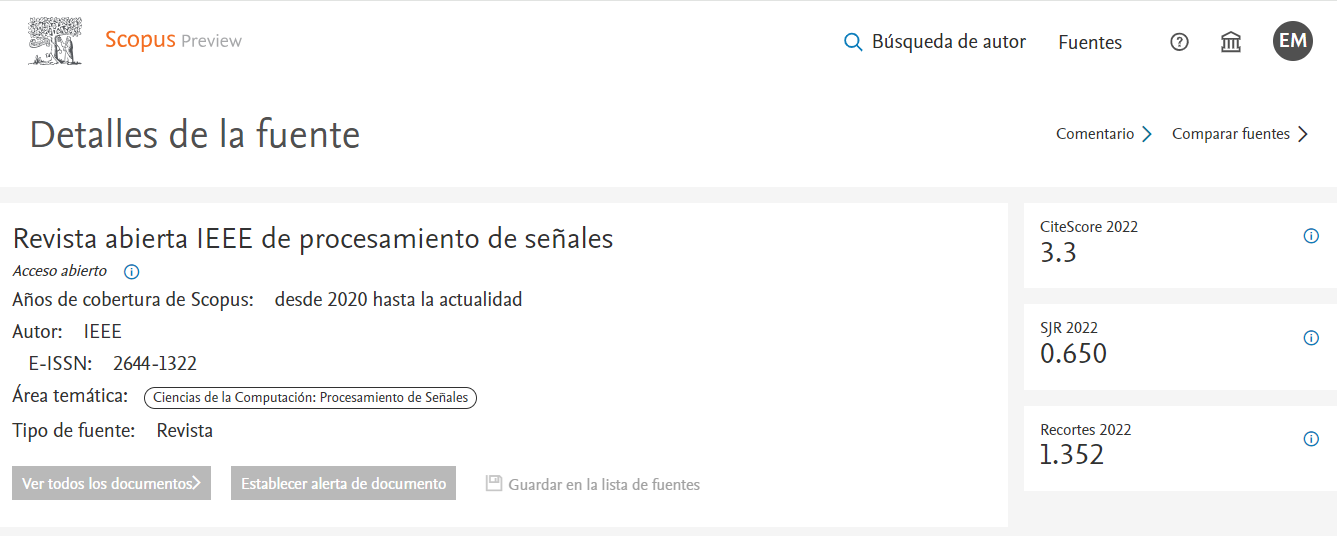 Scopus Preview
Búsqueda de autor
Fuentes
EM
Detalles de la fuente
Comentario
Comparar fuentes
Revista abierta IEEE de procesamiento de señales
Acceso abierto
Años de cobertura de Scopus: desde 2020 hasta la actualidad
Autor: IEEE
E-ISSN: 2644-1322
Área temática: Ciencias de la Computación: Procesamiento de Señales
Tipo de fuente: Revista
Ver todos los documentos
Establecer alerta de documento
Guardar en la lista de fuentes
CiteScore 2022
3.3
SJR 2022
0.650
Recortes 2022
1.352